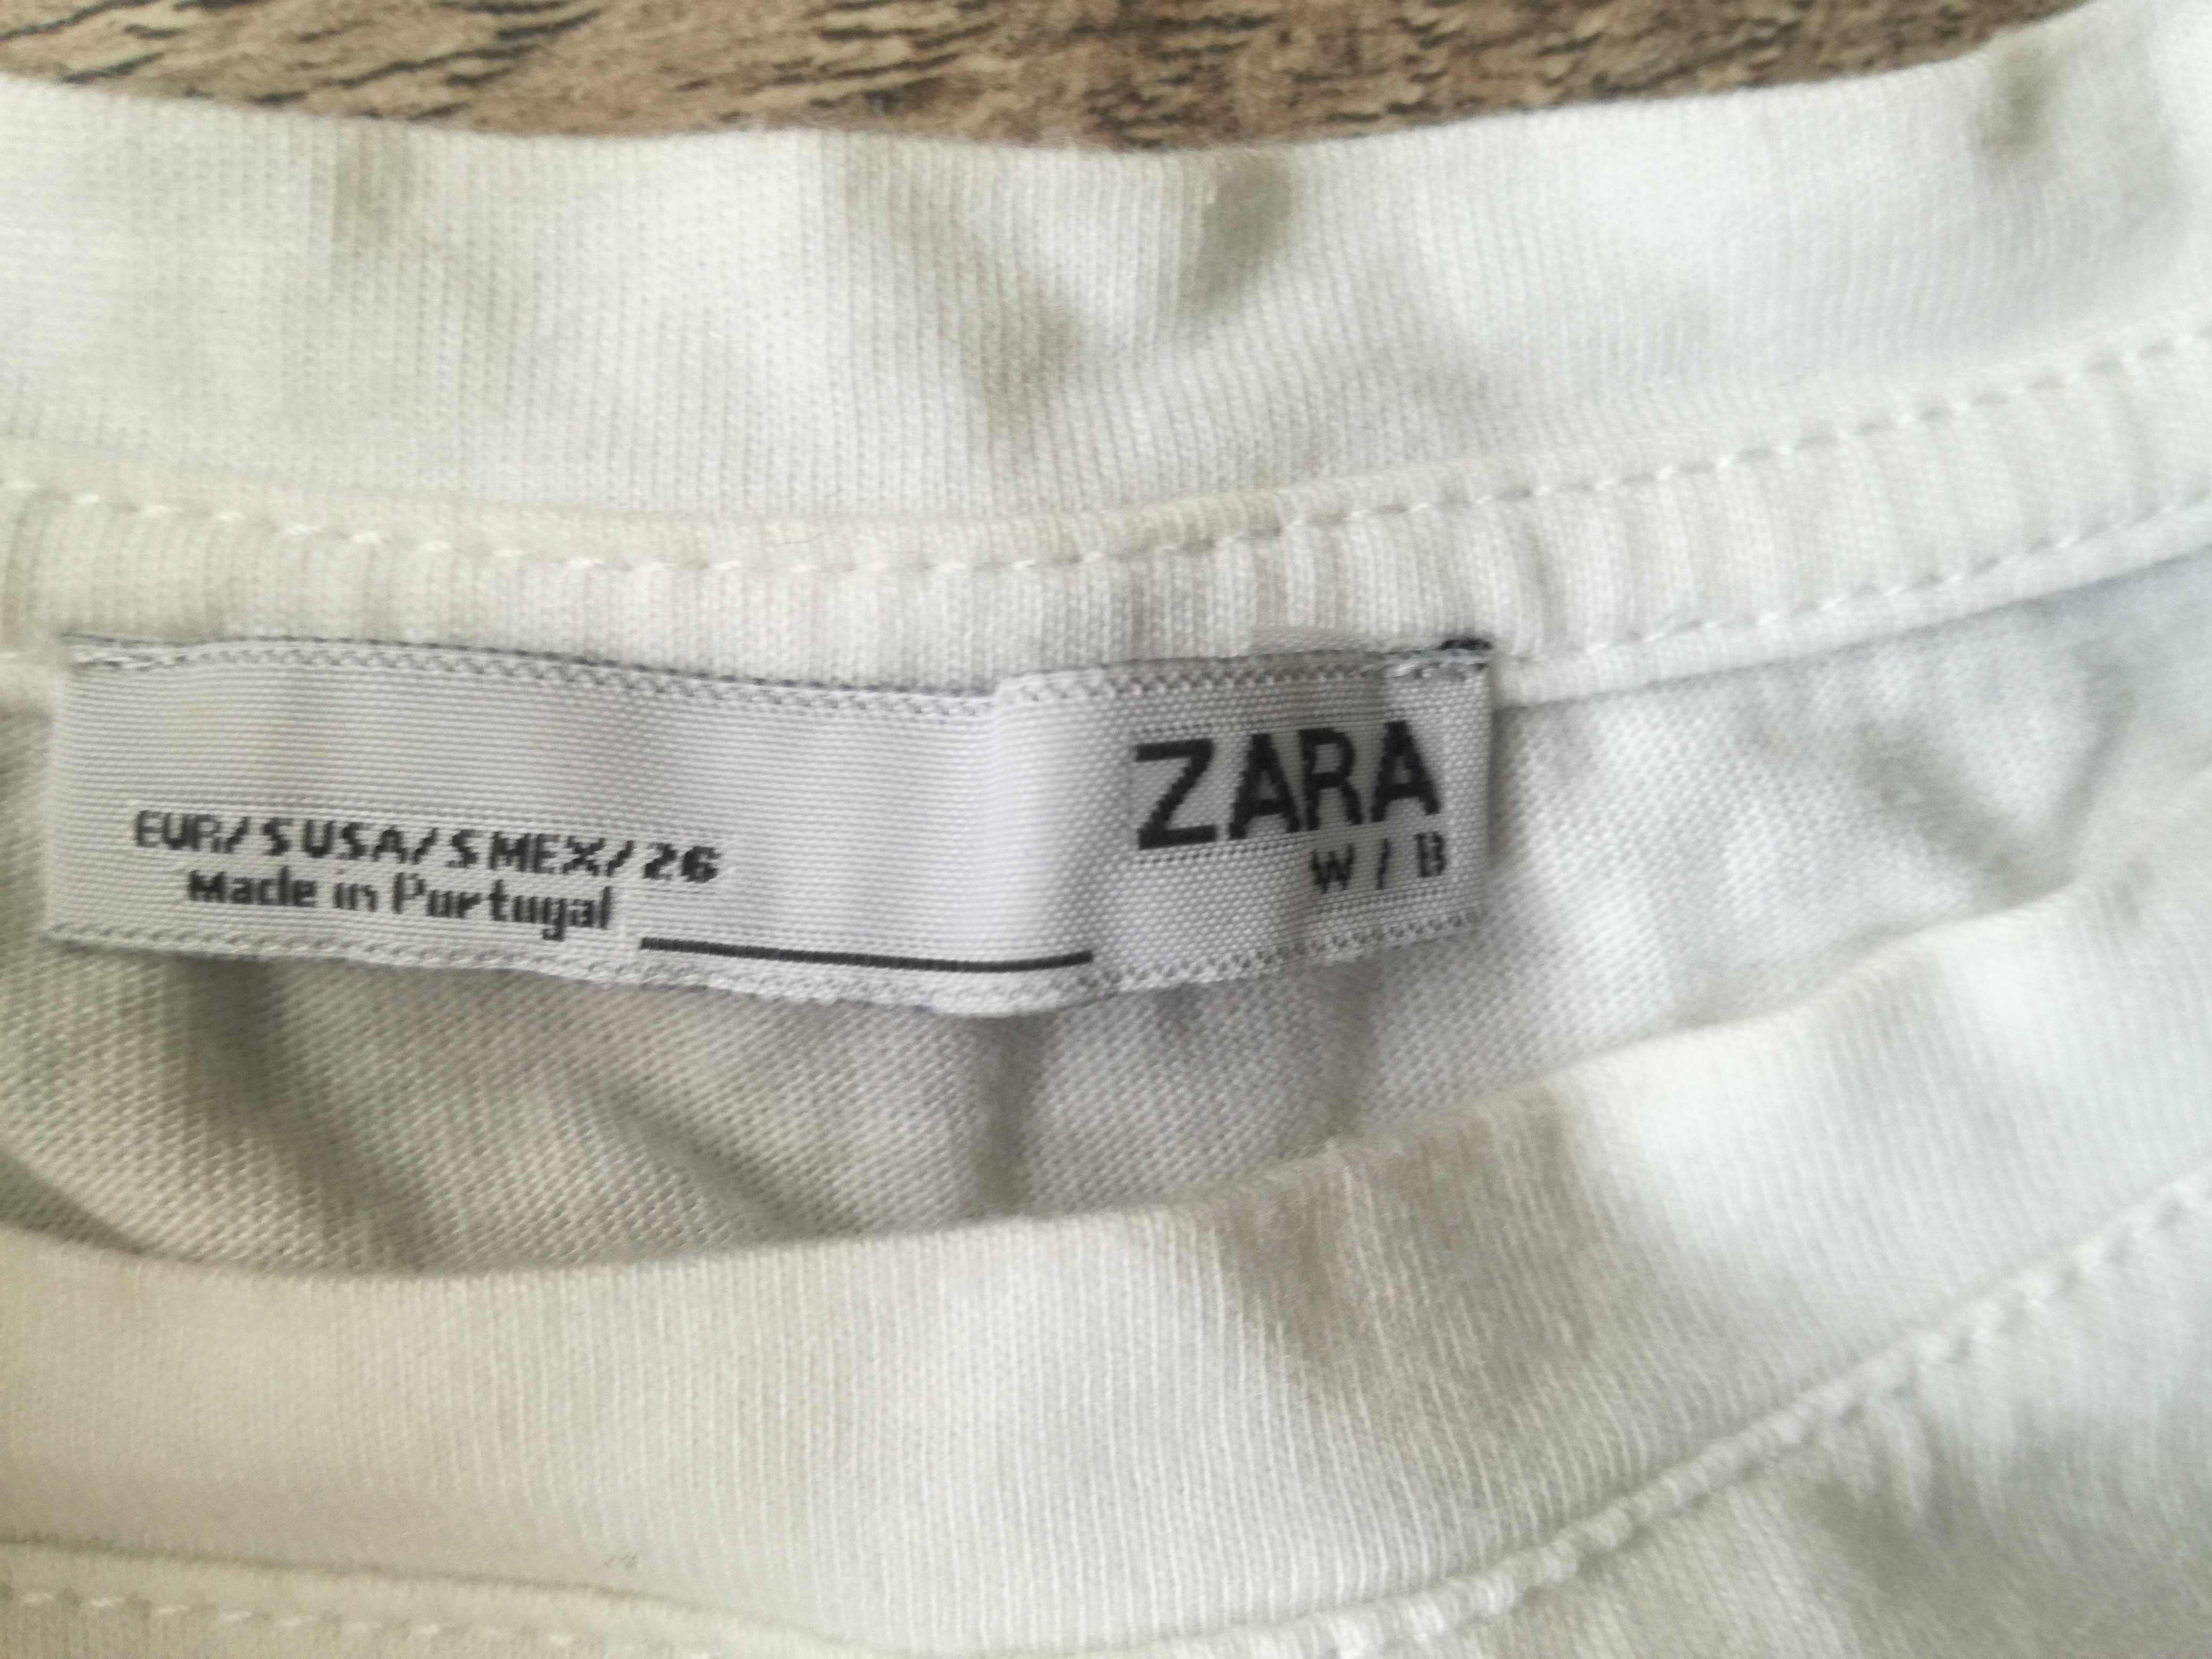 ZARA
W / B
EUR/ S USA/ S MEX/ 26
Made in Portugal